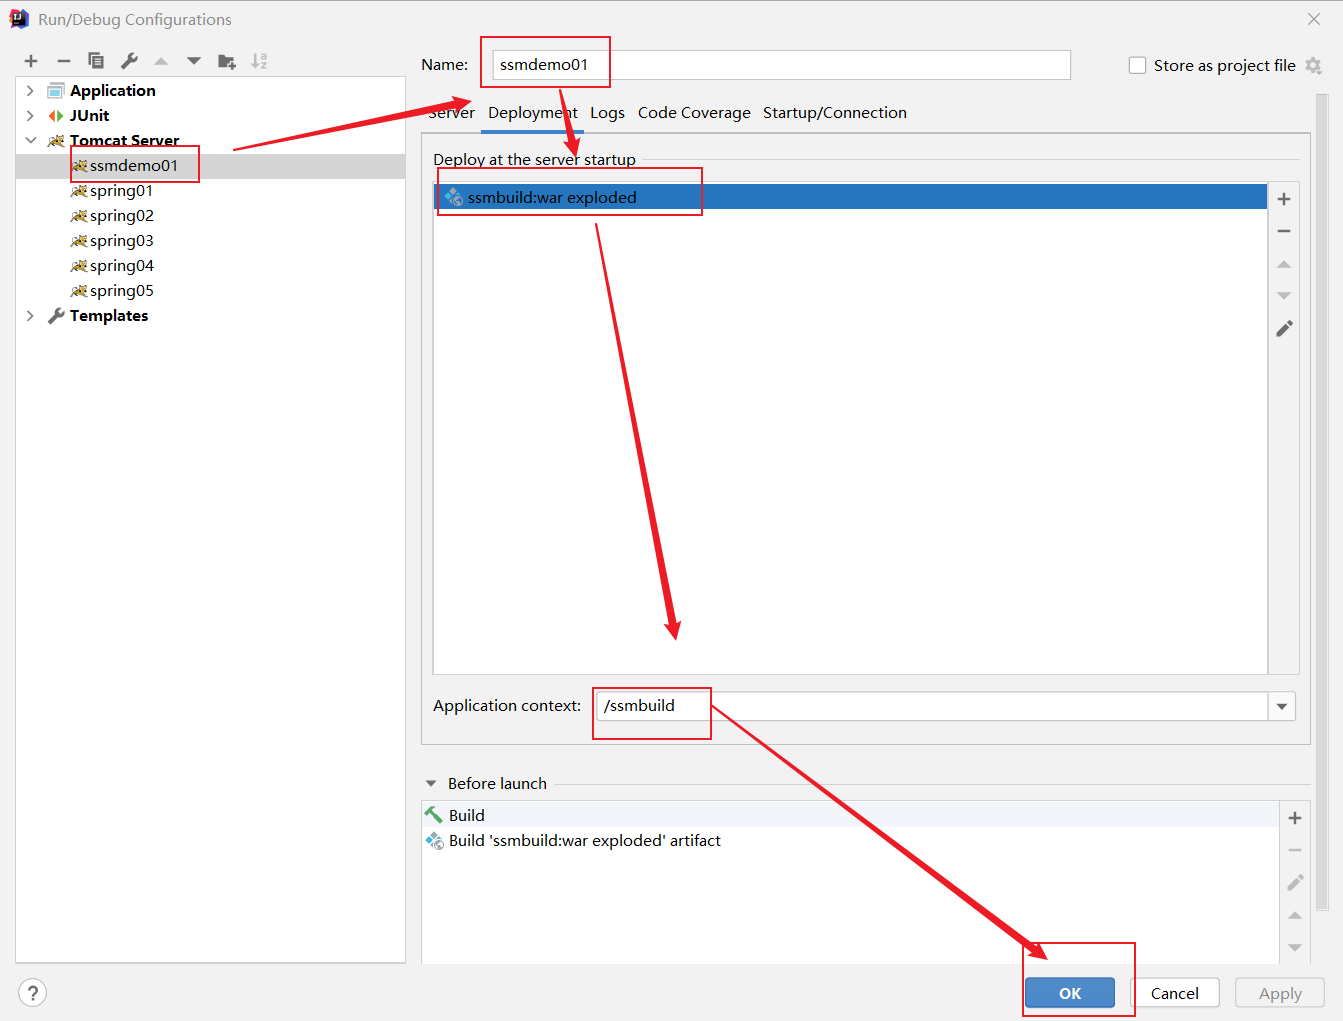 Run/Debug Configurations
Name: ssmdemo01
Store as project file
Application
JUnit
Tomcat Server
ssmdemo01
spring01
spring02
spring03
spring04
spring05
Templates
Server Deployment Logs Code Coverage Startup/Connection
Deploy at the server startup
ssmbuild:war exploded
Application context: /ssmbuild
Before launch
Build
Build 'ssmbuild:war exploded' artifact
?
OK Cancel Apply